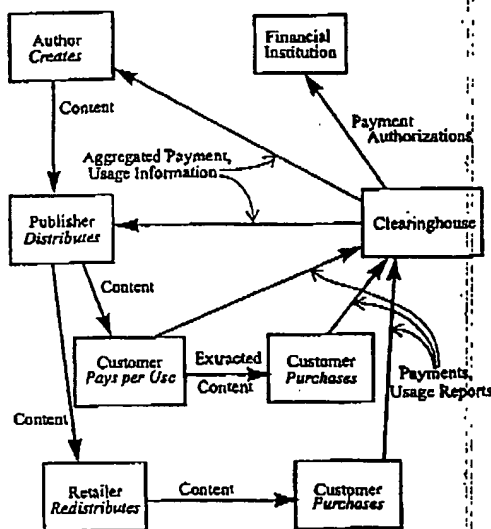 Author
Creates
Financial
Institution
Content
Payment
Authorizations
Aggregated Payment,
Usage Information
Publisher
Distributes
Clearinghouse
Content
Customer
Pays per Use
Extracted
Content
Customer
Purchases
Payments,
Usage Reports
Content
Retailer
Redistributes
Content
Customer
Purchases